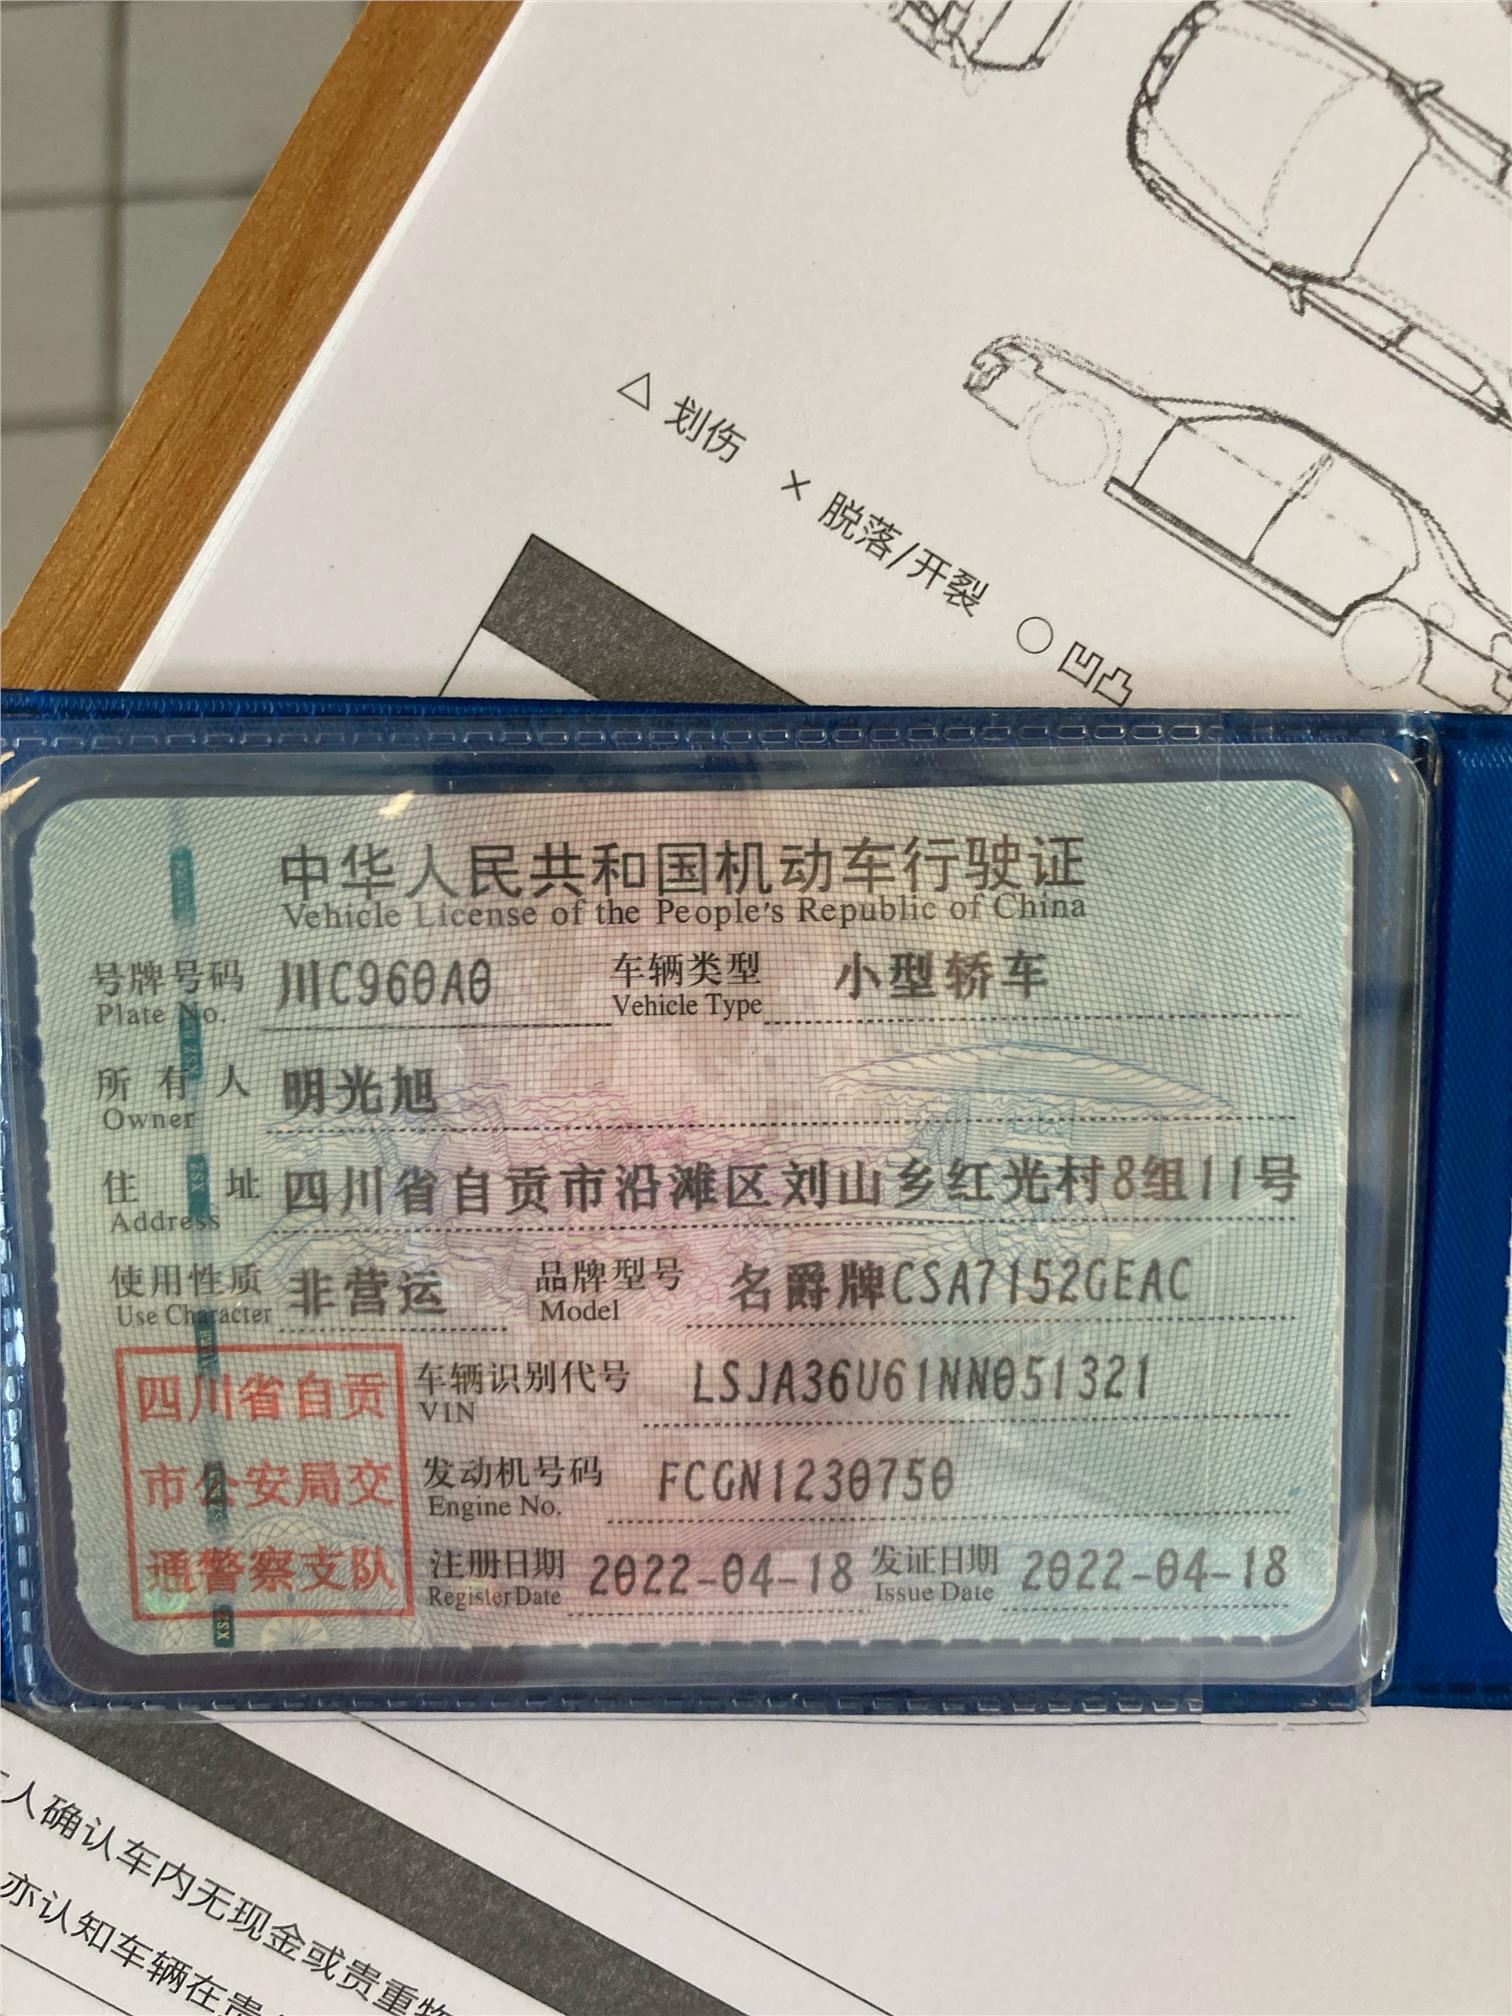 △ 划伤 × 脱落/开裂 ○ 凹凸
中华人民共和国机动车行驶证
Vehicle License of the People's Republic of China
号牌号码 川C960A0 车辆类型 小型轿车
Plate No. Vehicle Type
所有人 明光旭
Owner
住址 四川省自贡市沿滩区刘山乡红光村8组11号
Address
使用性质 非营运 品牌型号 名爵牌CSA7152GEAC
Use Character Model
四川省自贡
市公安局交
通警察支队
车辆识别代号 LSJA36U61NN051321
VIN
发动机号码 FCGN1230750
Engine No.
注册日期 2022-04-18 发证日期 2022-04-18
Register Date Issue Date
人确认车内无现金或贵重物
亦认知车辆在贵